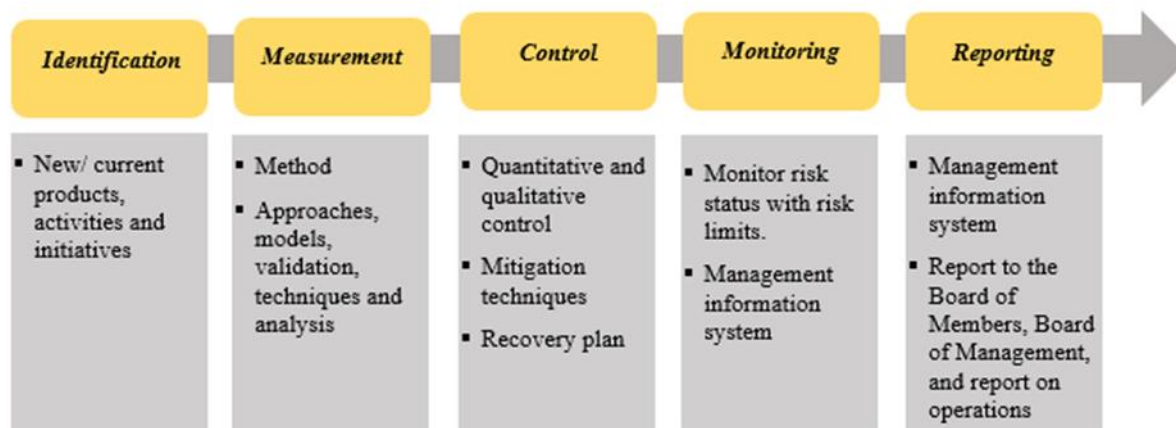 Identification
Measurement
Control
Monitoring
Reporting
▪ New/ current
products,
activities and
initiatives
▪ Method
▪ Approaches,
models,
validation,
techniques and
analysis
▪ Quantitative and
qualitative
control
▪ Mitigation
techniques
▪ Recovery plan
▪ Monitor risk
status with risk
limits.
▪ Management
information
system
▪ Management
information
system
▪ Report to the
Board of
Members, Board
of Management,
and report on
operations